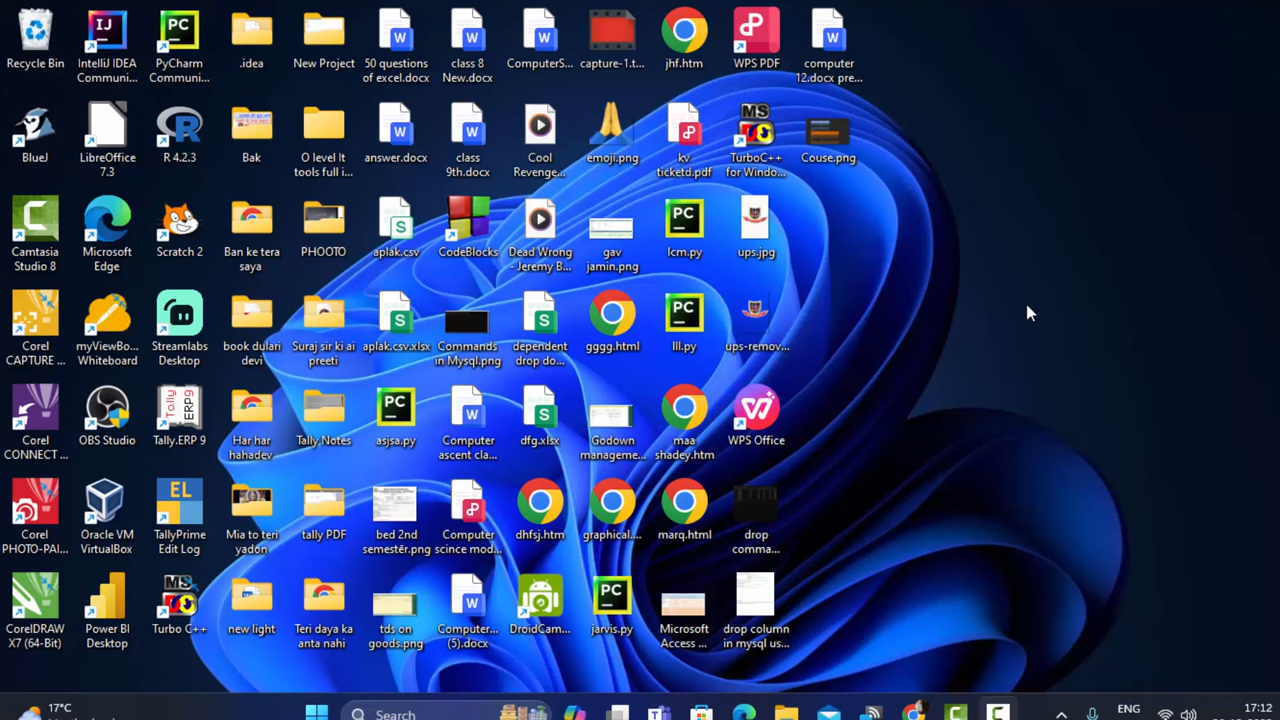 Recycle Bin
IntelliJ IDEA
Communi...
PyCharm
Communi...
.idea
New Project
50 questions
of excel.docx
class 8
New.docx
ComputerS...
capture-1.t...
jhf.htm
WPS PDF
computer
12.docx pre...
BlueJ
LibreOffice
7.3
R 4.2.3
Bak
O level It
tools full i...
answer.docx
class
9th.docx
Cool
Revenge...
emoji.png
kv
ticketd.pdf
TurboC++
for Windo...
Couse.png
Camtasia
Studio 8
Microsoft
Edge
Scratch 2
Ban ke tera
saya
PHOOTO
aplak.csv
CodeBlocks
Dead Wrong
- Jeremy B...
gav
jamin.png
lcm.py
ups.jpg
Corel
CAPTURE ...
myViewBo...
Whiteboard
Streamlabs
Desktop
book dulari
devi
Suraj sir ki ai
preeti
aplak.csv.xlsx
Commands
in Mysql.png
dependent
drop do...
gggg.html
lll.py
ups-remov...
Corel
CONNECT ...
OBS Studio
Tally.ERP 9
Har har
hahadev
Tally Notes
asjsa.py
Computer
ascent cla...
dfg.xlsx
Godown
manageme...
maa
shadey.htm
WPS Office
Corel
PHOTO-PAI...
Oracle VM
VirtualBox
TallyPrime
Edit Log
Mia to teri
yadon
tally PDF
bed 2nd
semestěr.png
Computer
scince mod...
dhfsj.htm
graphical....
marq.html
drop
comma...
CorelDRAW
X7 (64-Bit)
Power BI
Desktop
Turbo C++
new light
Teri daya ka
anta nahi
tds on
goods.png
Computer...
(5).docx
DroidCam...
jarvis.py
Microsoft
Access ...
drop column
in mysql us...
17°C
Search
ENG
17:12